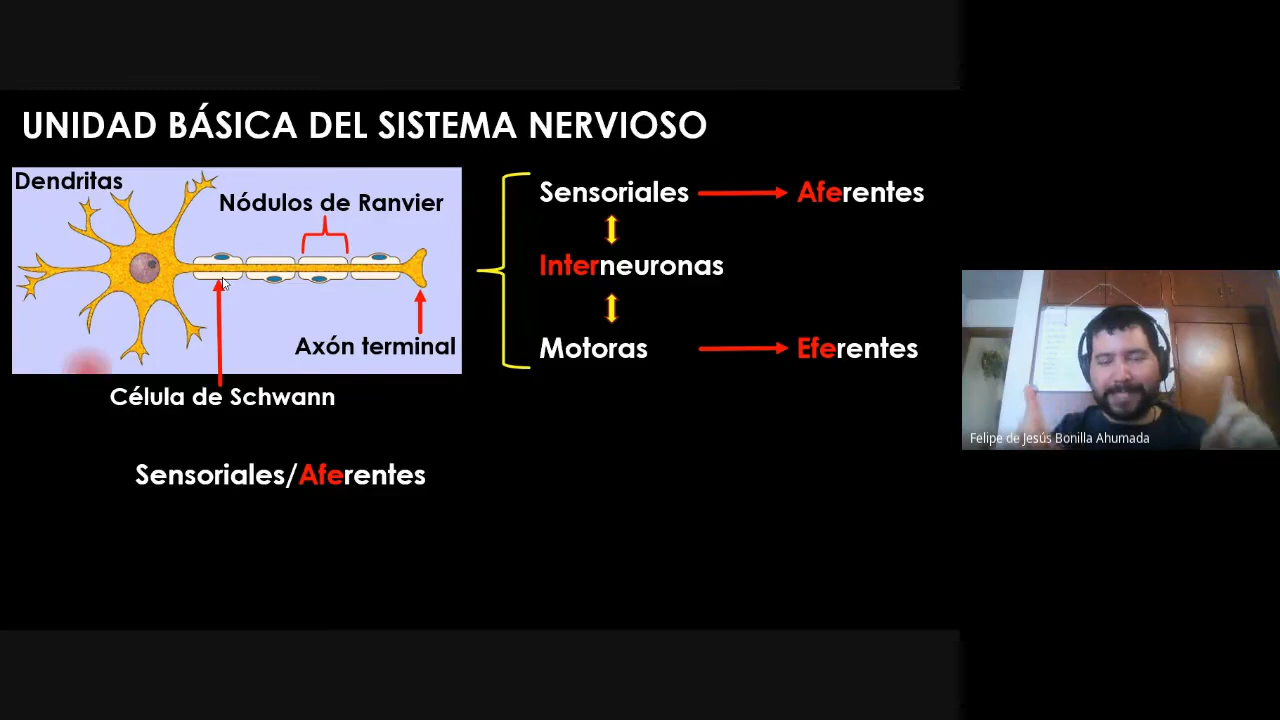 UNIDAD BÁSICA DEL SISTEMA NERVIOSO
Dendritas
Nódulos de Ranvier
Axón terminal
Célula de Schwann
Sensoriales
Aferentes
Interneuronas
Motoras
Eferentes
Sensoriales/Aferentes
Felipe de Jesús Bonilla Ahumada